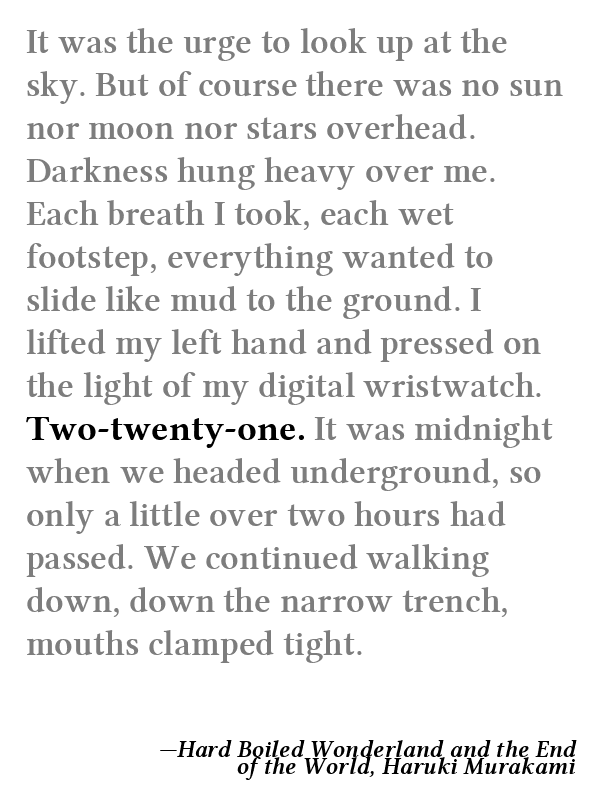 It was the urge to look up at the
sky. But of course there was no sun
nor moon nor stars overhead.
Darkness hung heavy over me.
Each breath I took, each wet
footstep, everything wanted to
slide like mud to the ground. I
lifted my left hand and pressed on
the light of my digital wristwatch.
Two-twenty-one. It was midnight
when we headed underground, so
only a little over two hours had
passed. We continued walking
down, down the narrow trench,
mouths clamped tight.
—Hard Boiled Wonderland and the End
of the World, Haruki Murakami